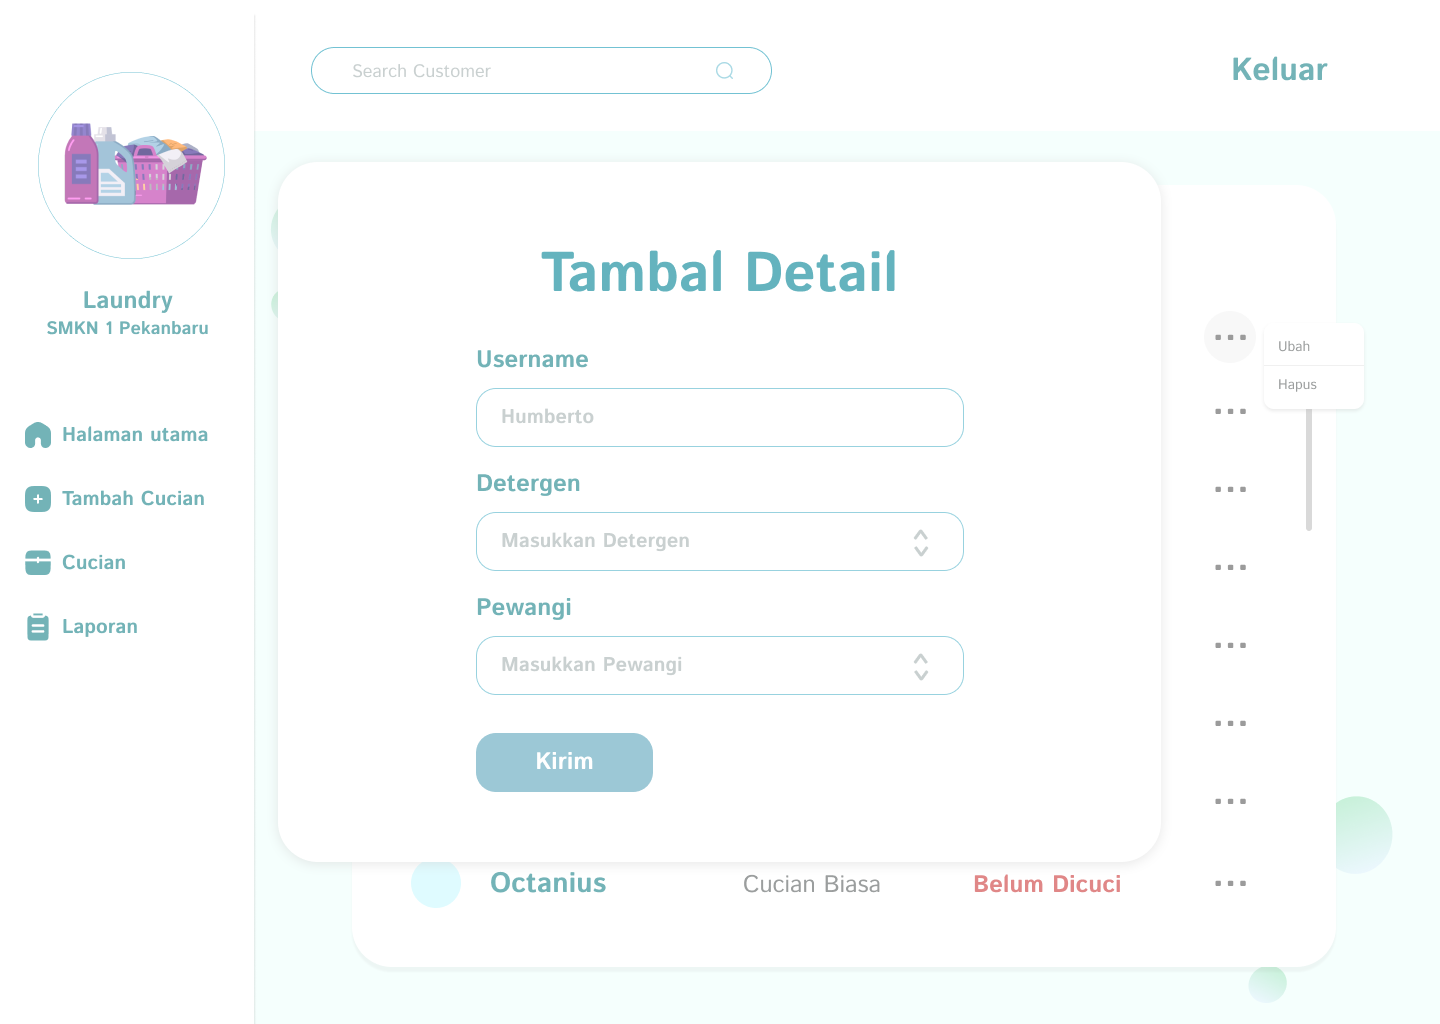 Search Customer
Keluar
Laundry
SMKN 1 Pekanbaru
Halaman utama
Tambah Cucian
Cucian
Laporan
Tambal Detail
Username
Humberto
Detergen
Masukkan Detergen
Pewangi
Masukkan Pewangi
Kirim
Ubah
Hapus
Octanius Cucian Biasa Belum Dicuci